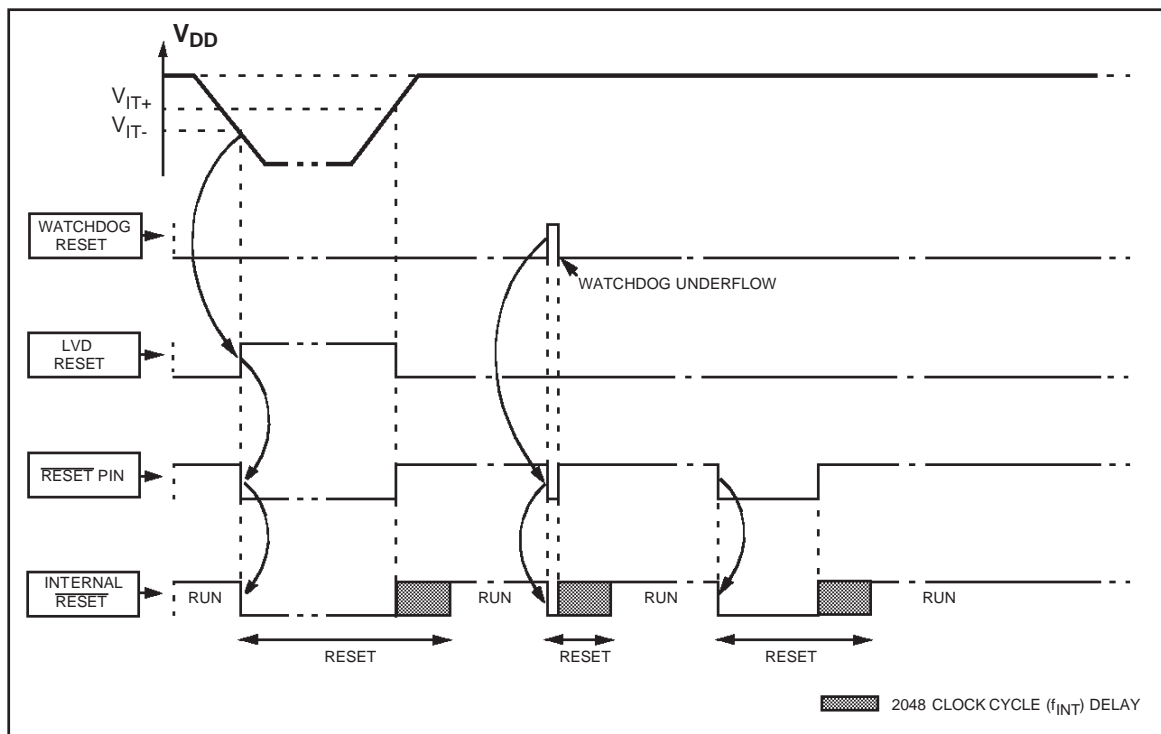 VDD
VIT+
VIT-
WATCHDOG
RESET
WATCHDOG UNDERFLOW
LVD
RESET
RESET PIN
INTERNAL
RESET
RUN
RUN
RUN
RUN
RESET
RESET
RESET
2048 CLOCK CYCLE (fINT) DELAY